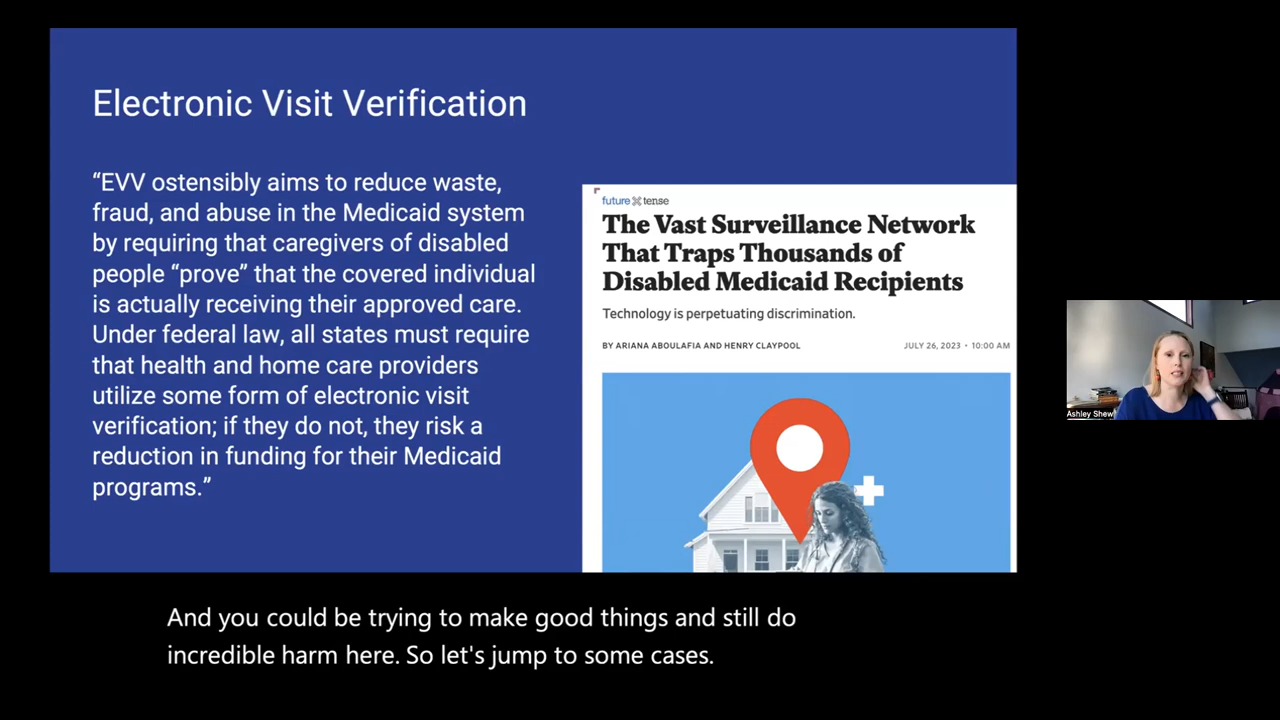 Electronic Visit Verification
“EVV ostensibly aims to reduce waste,
fraud, and abuse in the Medicaid system
by requiring that caregivers of disabled
people “prove” that the covered individual
is actually receiving their approved care.
Under federal law, all states must require
that health and home care providers
utilize some form of electronic visit
verification; if they do not, they risk a
reduction in funding for their Medicaid
programs.”
future tense
The Vast Surveillance Network
That Traps Thousands of
Disabled Medicaid Recipients
Technology is perpetuating discrimination.
BY ARIANA ABOULAFIA AND HENRY CLAYPOOL
JULY 26, 2023 • 10:00 AM
Ashley Shew
And you could be trying to make good things and still do
incredible harm here. So let's jump to some cases.